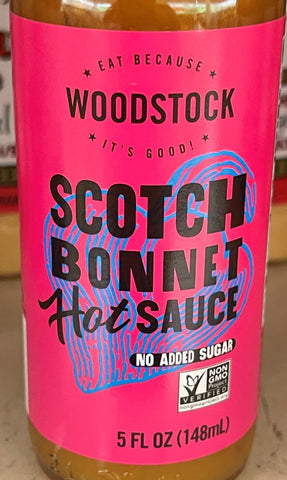 EAT BECAUSE
WOODSTOCK
IT'S GOOD!
SCOTCH
BONNET
Hot SAUCE
NO ADDED SUGAR
NON
GMO
Project
VERIFIED
nongmoproject.org
5 FL OZ (148mL)